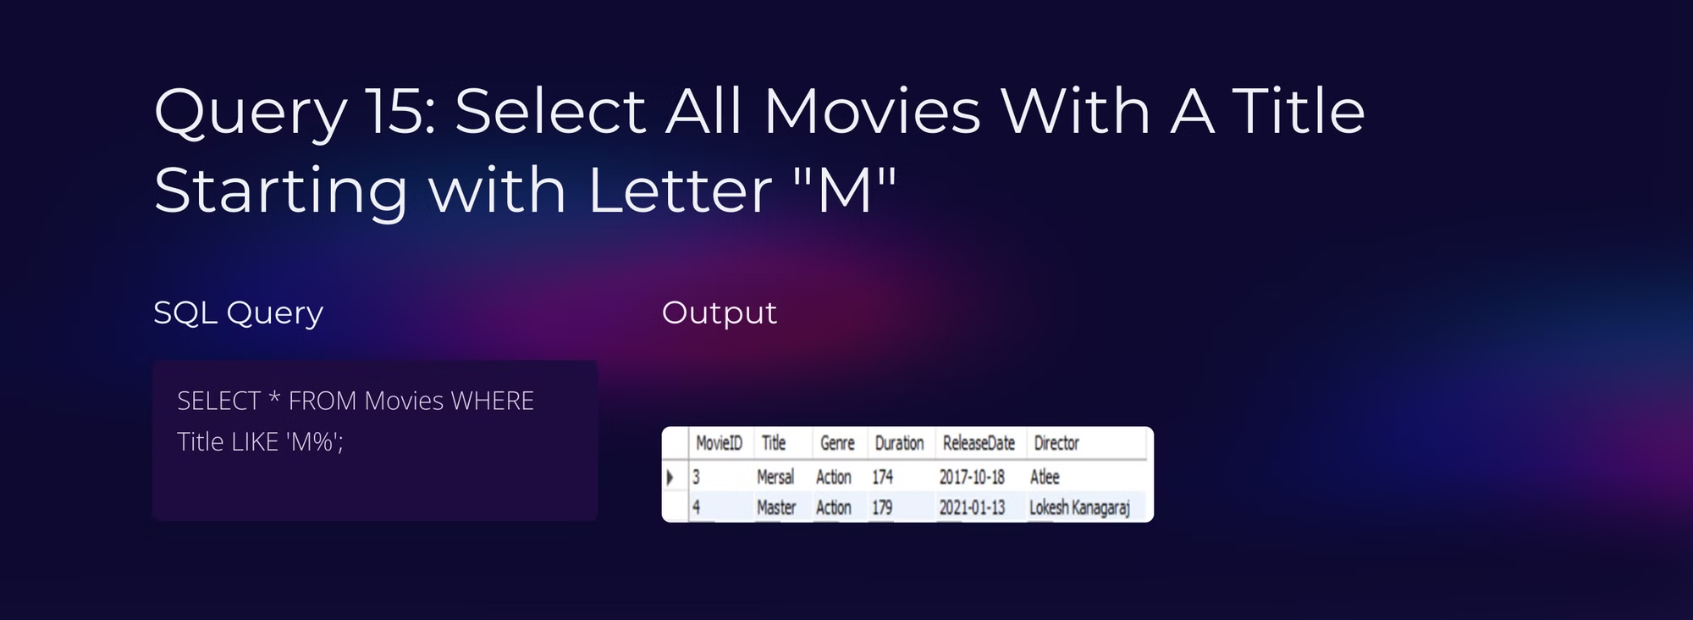 Query 15: Select All Movies With A Title
Starting with Letter "M"
SQL Query
Output
SELECT * FROM Movies WHERE
Title LIKE 'M%';
MovieID Title Genre Duration ReleaseDate Director
3 Mersal Action 174 2017-10-18 Atlee
4 Master Action 179 2021-01-13 Lokesh Kanagaraj